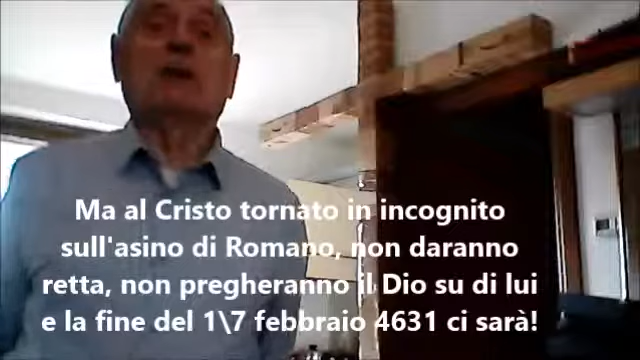 Ma al Cristo tornato in incognito
sull'asino di Romano, non daranno
retta, non pregheranno il Dio su di lui
e la fine del 1\7 febbraio 4631 ci sarà!